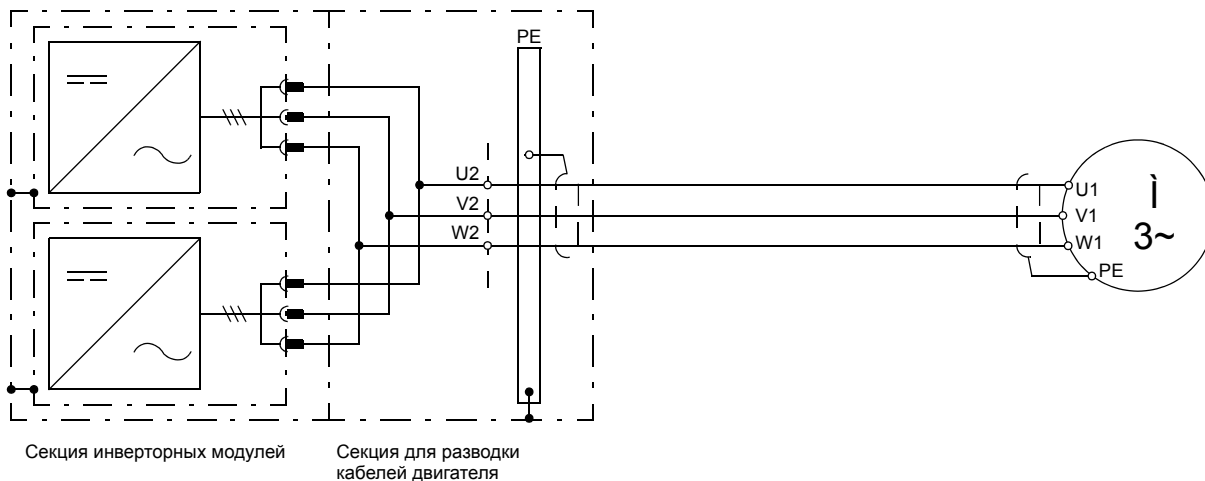 PE
U2
V2
W2
U1
V1
W1
PE
Ì
3~
Секция инверторных модулей
Секция для разводки
кабелей двигателя